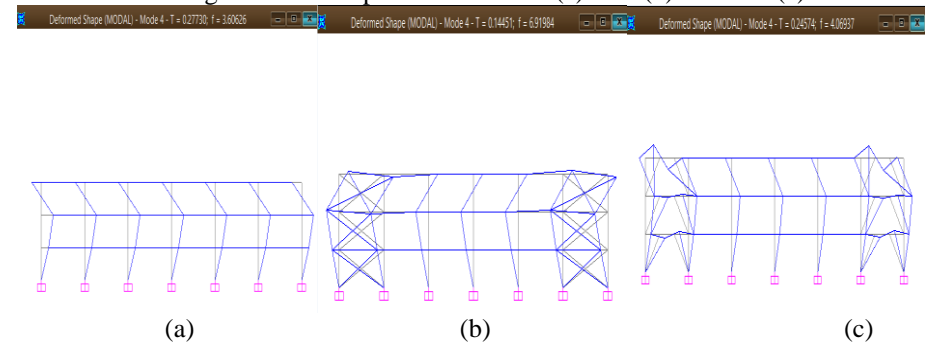 Deformed Shape (MODAL) - Mode 4 - T = 0.27730; f = 3.60626
Deformed Shape (MODAL) - Mode 4 - T = 0.14451; f = 6.91984
Deformed Shape (MODAL) - Mode 4 - T = 0.24574; f = 4.06937
(a)
(b)
(c)